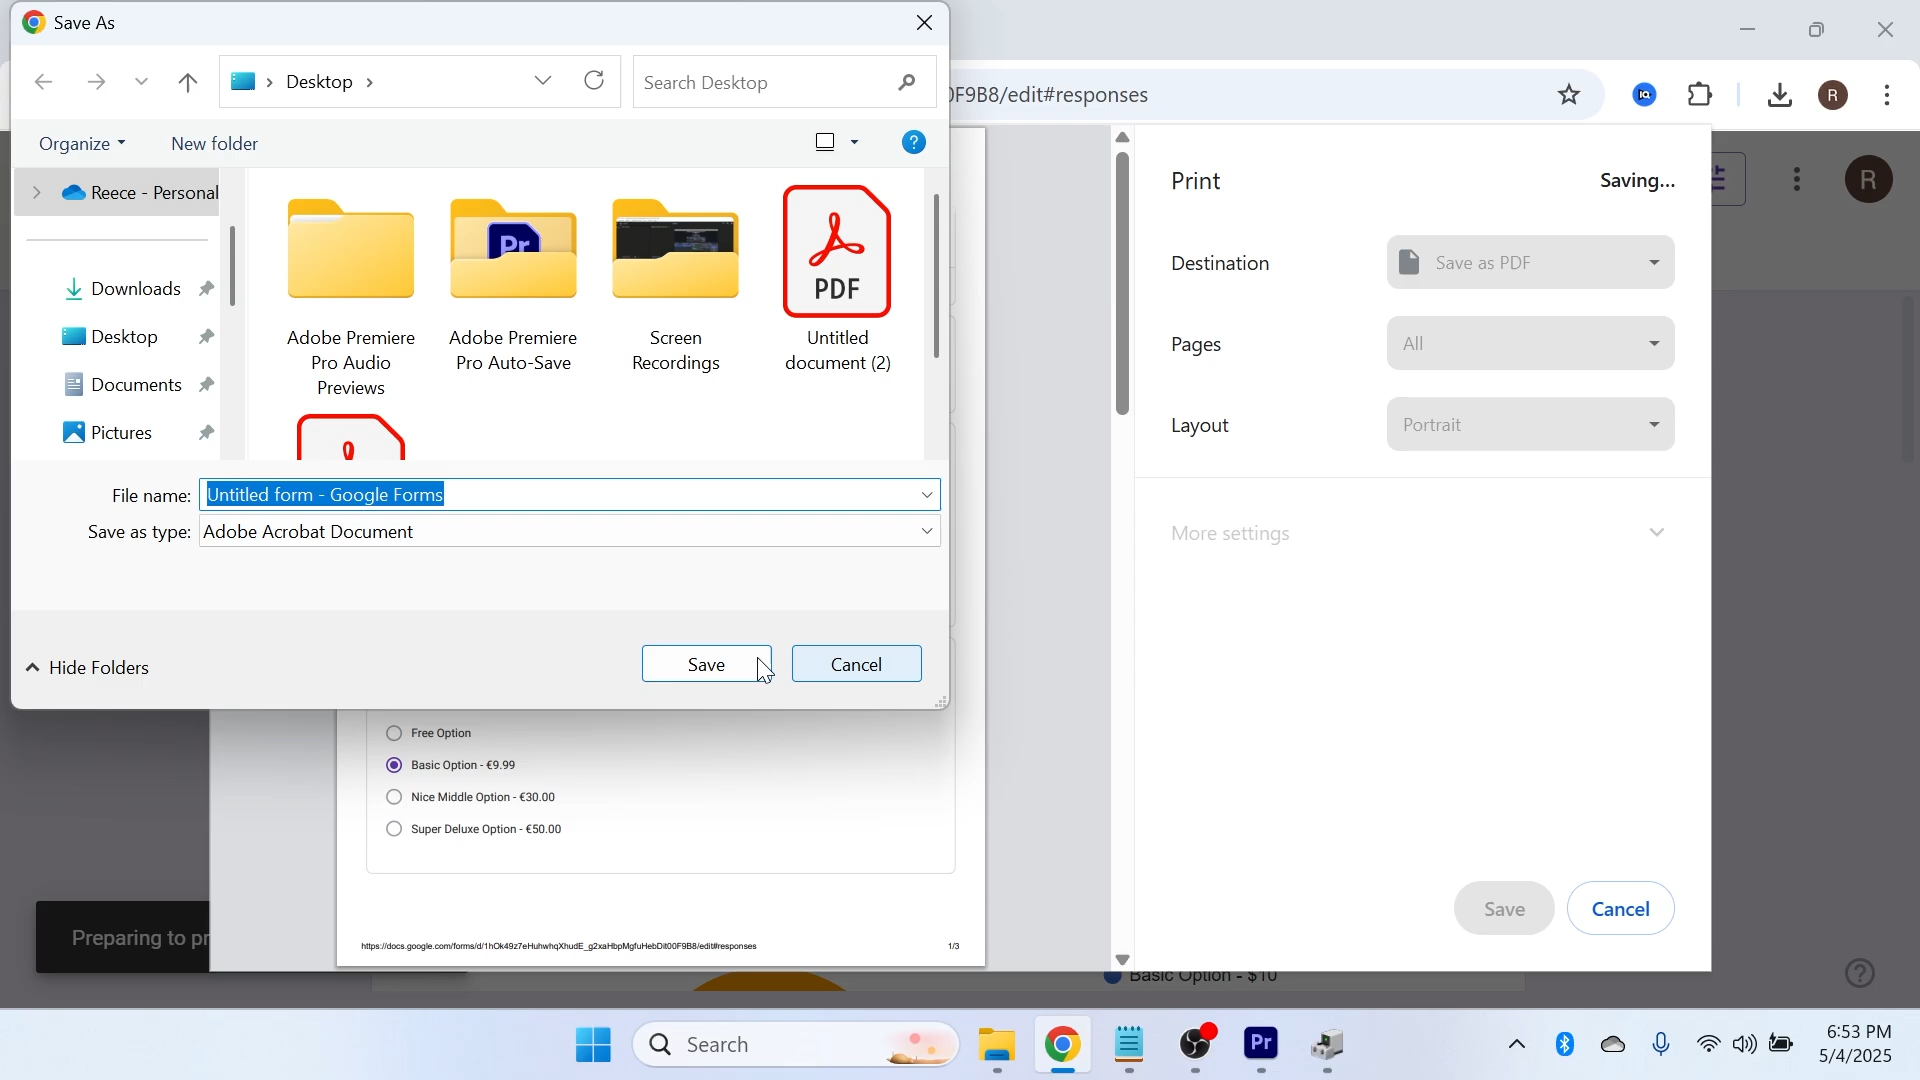 Save As
Desktop
Search Desktop
Organize
New folder
Reece - Personal
Downloads
Desktop
Documents
Pictures
Pr
PDF
Adobe Premiere
Pro Audio
Previews
Adobe Premiere
Pro Auto-Save
Screen
Recordings
Untitled
document (2)
File name: Untitled form - Google Forms
Save as type: Adobe Acrobat Document
Hide Folders
Save
Cancel
0F9B8/edit#responses
R
R
Print
Saving...
Destination
Save as PDF
Pages
All
Layout
Portrait
More settings
Save
Cancel
Free Option
Basic Option - €9.99
Nice Middle Option - €30.00
Super Deluxe Option - €50.00
https://docs.google.com/forms/d/1hOk49z7eHuhwhqXhudE_g2xaHbpMgfuHebDit00F9B8/edit#responses
1/3
Preparing to pr
Basic Option - $10
Search
Pr
6:53 PM
5/4/2025